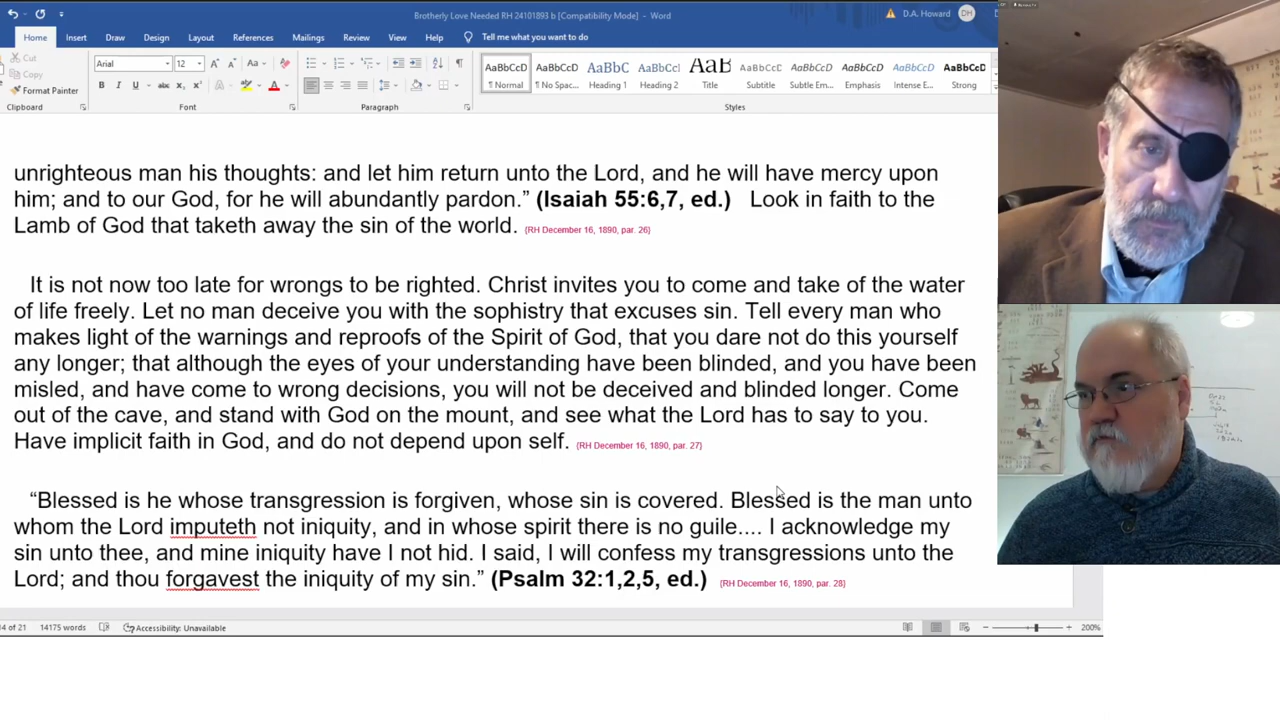 Brotherly Love Needed RH 24101893 b [Compatibility Mode] - Word
D.A. Howard DH
Home Insert Draw Design Layout References Mailings Review View Help Tell me what you want to do
Cut
Copy
Format Painter
Arial 12
AaBbCcD AaBbCcD AaBbC AaBbCcI AaB AaBbCcD AaBbCcD AaBbCcD AaBbCcD AaBbCcD
¶ Normal ¶ No Spac... Heading 1 Heading 2 Title Subtitle Subtle Em... Emphasis Intense E... Strong
Clipboard Font Paragraph Styles
unrighteous man his thoughts: and let him return unto the Lord, and he will have mercy upon
him; and to our God, for he will abundantly pardon.” (Isaiah 55:6,7, ed.) Look in faith to the
Lamb of God that taketh away the sin of the world. {RH December 16, 1890, par. 26}
It is not now too late for wrongs to be righted. Christ invites you to come and take of the water
of life freely. Let no man deceive you with the sophistry that excuses sin. Tell every man who
makes light of the warnings and reproofs of the Spirit of God, that you dare not do this yourself
any longer; that although the eyes of your understanding have been blinded, and you have been
misled, and have come to wrong decisions, you will not be deceived and blinded longer. Come
out of the cave, and stand with God on the mount, and see what the Lord has to say to you.
Have implicit faith in God, and do not depend upon self. {RH December 16, 1890, par. 27}
“Blessed is he whose transgression is forgiven, whose sin is covered. Blessed is the man unto
whom the Lord imputeth not iniquity, and in whose spirit there is no guile.... I acknowledge my
sin unto thee, and mine iniquity have I not hid. I said, I will confess my transgressions unto the
Lord; and thou forgavest the iniquity of my sin.” (Psalm 32:1,2,5, ed.) {RH December 16, 1890, par. 28}
14 of 21 14175 words Accessibility: Unavailable 200%